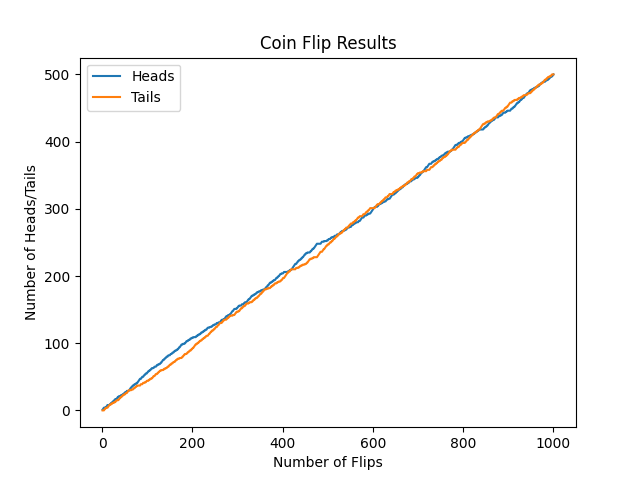 Coin Flip Results
Heads
Tails
Number of Heads/Tails
500
400
300
200
100
0
0 200 400 600 800 1000
Number of Flips